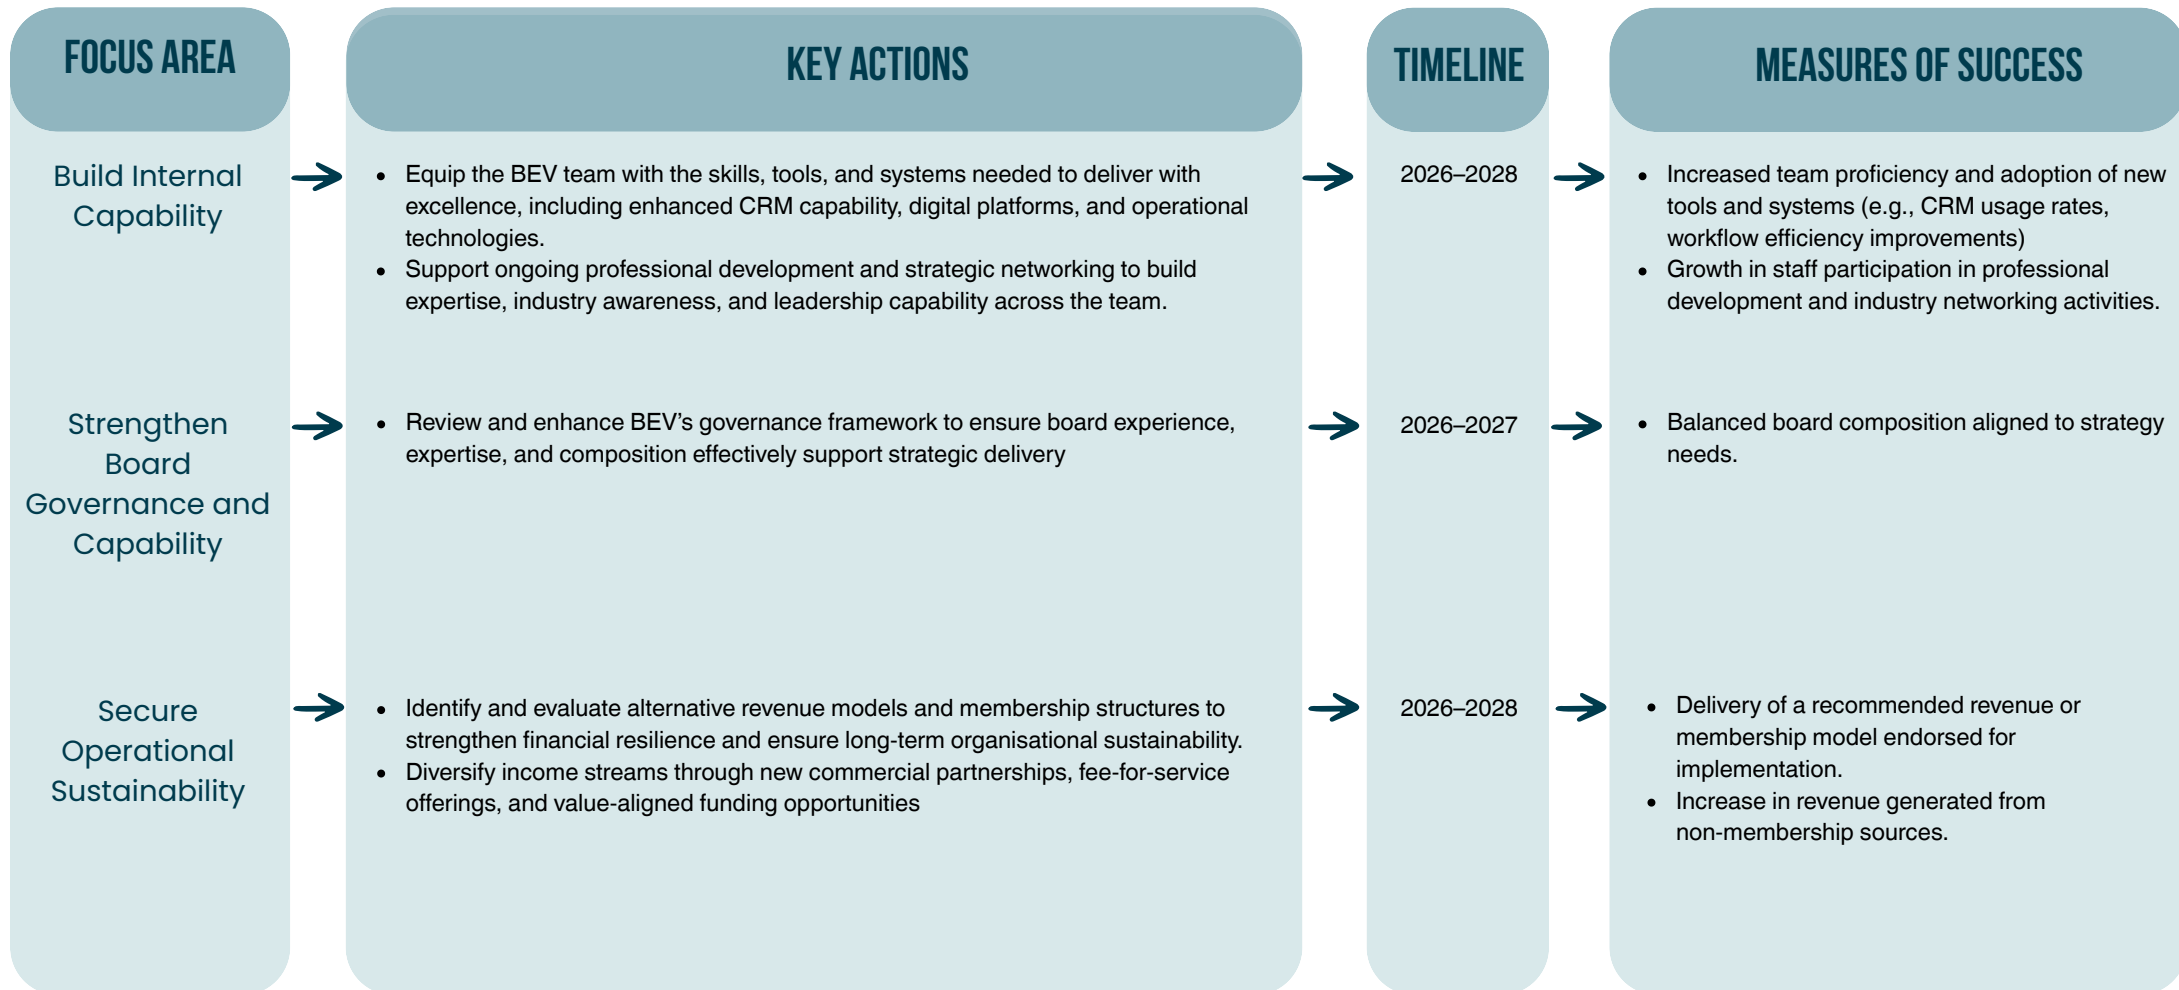 FOCUS AREA
KEY ACTIONS
TIMELINE
MEASURES OF SUCCESS
Build Internal
Capability
• Equip the BEV team with the skills, tools, and systems needed to deliver with
excellence, including enhanced CRM capability, digital platforms, and operational
technologies.
• Support ongoing professional development and strategic networking to build
expertise, industry awareness, and leadership capability across the team.
2026–2028
• Increased team proficiency and adoption of new
tools and systems (e.g., CRM usage rates,
workflow efficiency improvements)
• Growth in staff participation in professional
development and industry networking activities.
Strengthen
Board
Governance and
Capability
• Review and enhance BEV’s governance framework to ensure board experience,
expertise, and composition effectively support strategic delivery
2026–2027
• Balanced board composition aligned to strategy
needs.
Secure
Operational
Sustainability
• Identify and evaluate alternative revenue models and membership structures to
strengthen financial resilience and ensure long-term organisational sustainability.
• Diversify income streams through new commercial partnerships, fee-for-service
offerings, and value-aligned funding opportunities
2026–2028
• Delivery of a recommended revenue or
membership model endorsed for
implementation.
• Increase in revenue generated from
non-membership sources.